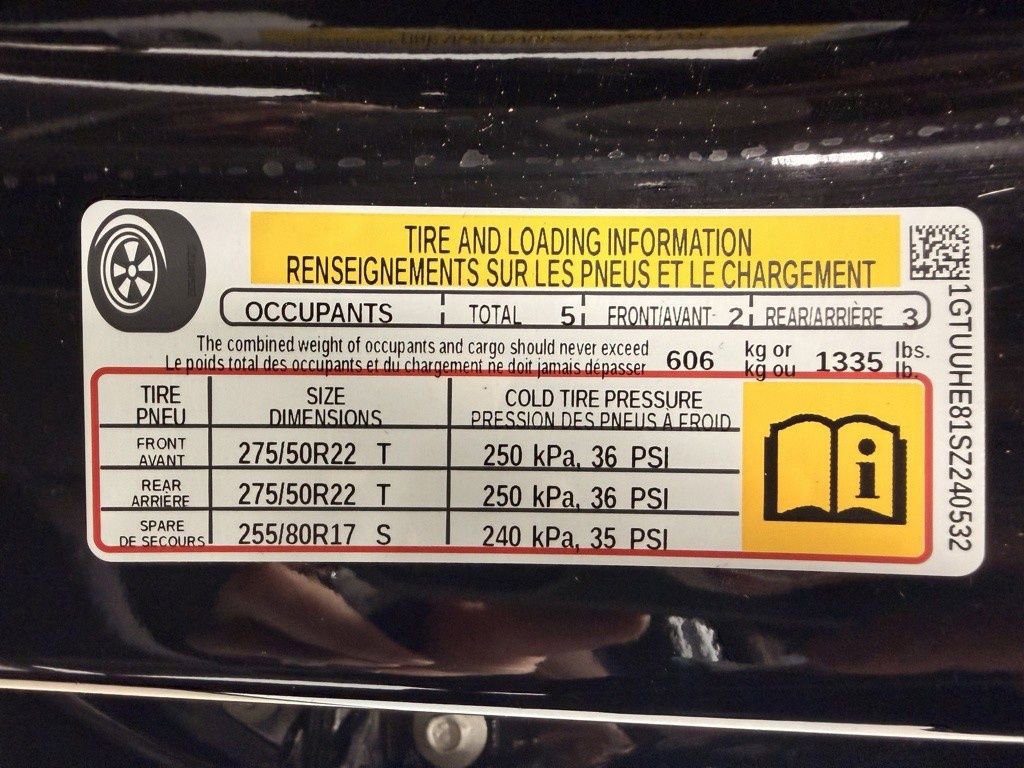 TIRE AND LOADING INFORMATION
RENSEIGNEMENTS SUR LES PNEUS ET LE CHARGEMENT
OCCUPANTS TOTAL 5 FRONT/AVANT 2 REAR/ARRIÈRE 3
The combined weight of occupants and cargo should never exceed
Le poids total des occupants et du chargement ne doit jamais dépasser
606 kg or 1335 lbs.
kg ou lb.
TIRE SIZE COLD TIRE PRESSURE
PNEU DIMENSIONS PRESSION DES PNEUS À FROID
FRONT
AVANT 275/50R22 T 250 kPa, 36 PSI
REAR
ARRIÈRE 275/50R22 T 250 kPa, 36 PSI
SPARE
DE SECOURS 255/80R17 S 240 kPa, 35 PSI
i
1GTUUHE81SZ240532